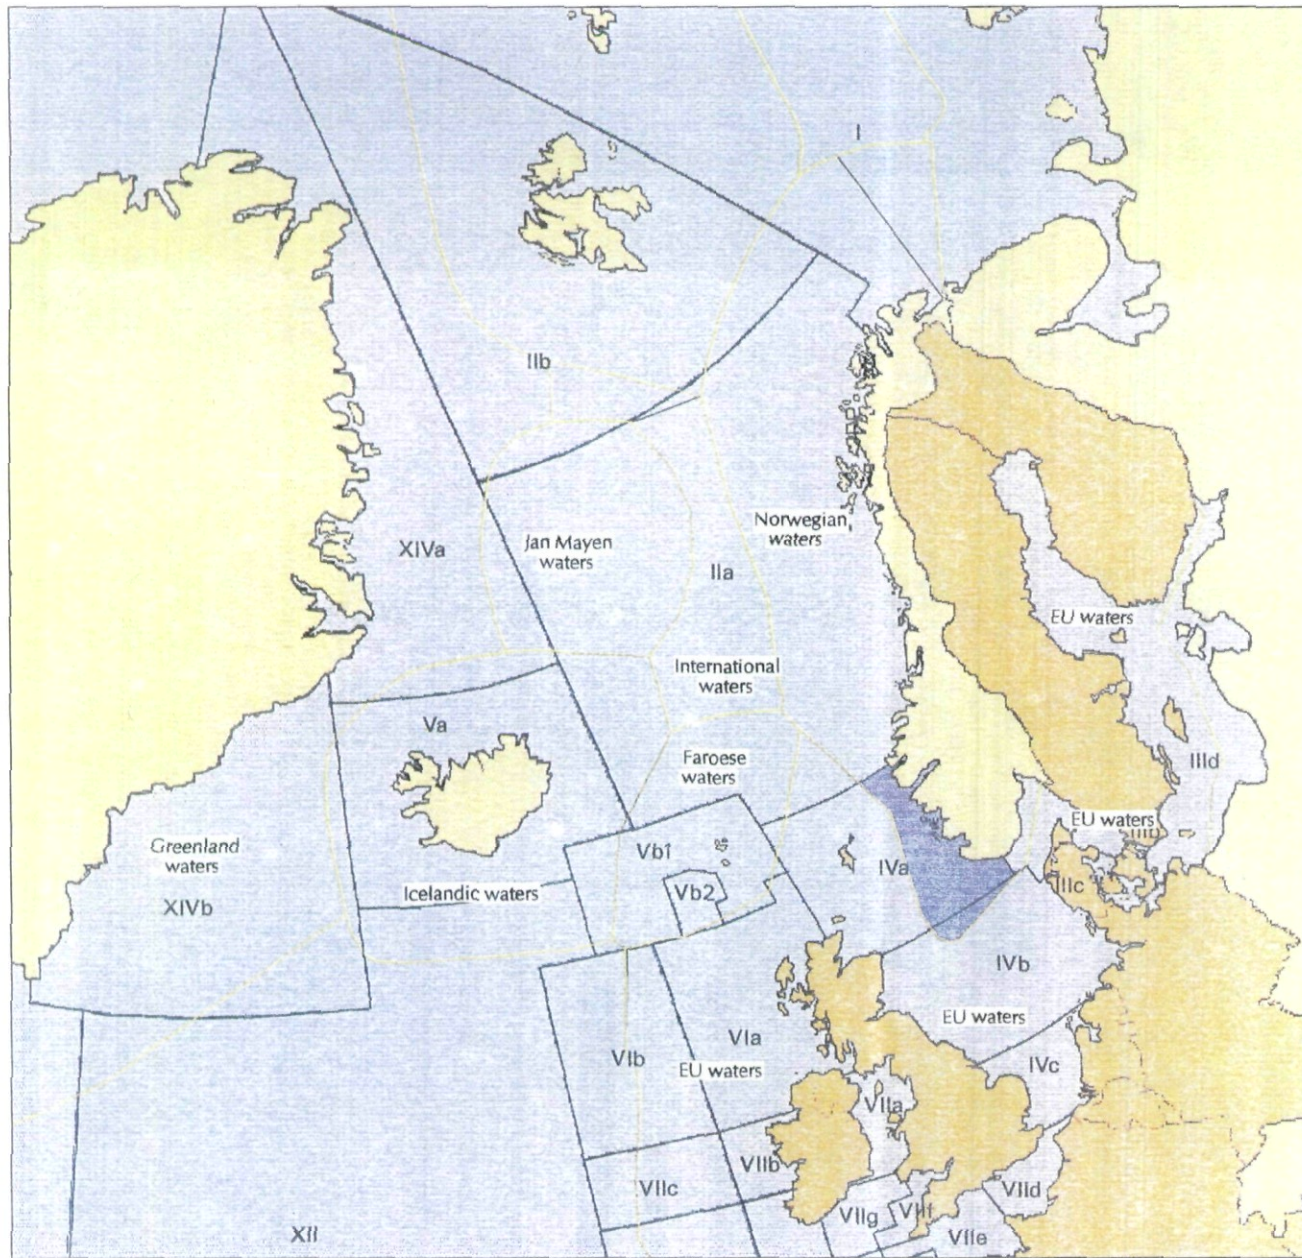 I
IIb
Norwegian
waters
XIVa
Jan Mayen
waters
IIa
EU waters
International
waters
Va
Faroese
waters
IIId
EU waters
IIIb
Greenland
waters
Vb1
IVa
Vb2
IIIc
Icelandic waters
XIVb
IVb
EU waters
VIa
VIb
EU waters
IVc
VIIa
VIIb
VIIc
VIId
VIIg
VIIf
XII
VIIe